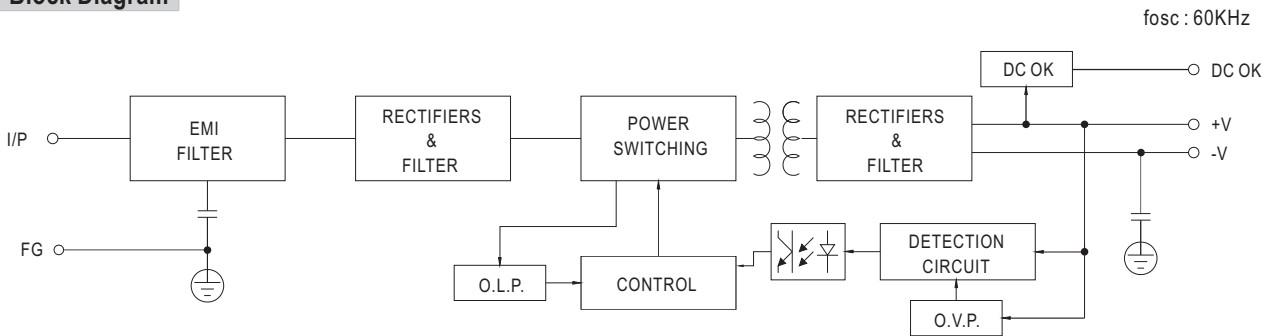 Block Diagram
fosc : 60KHz
DC OK
DC OK
I/P
EMI
FILTER
RECTIFIERS
&
FILTER
POWER
SWITCHING
RECTIFIERS
&
FILTER
+V
-V
FG
O.L.P.
CONTROL
DETECTION
CIRCUIT
O.V.P.